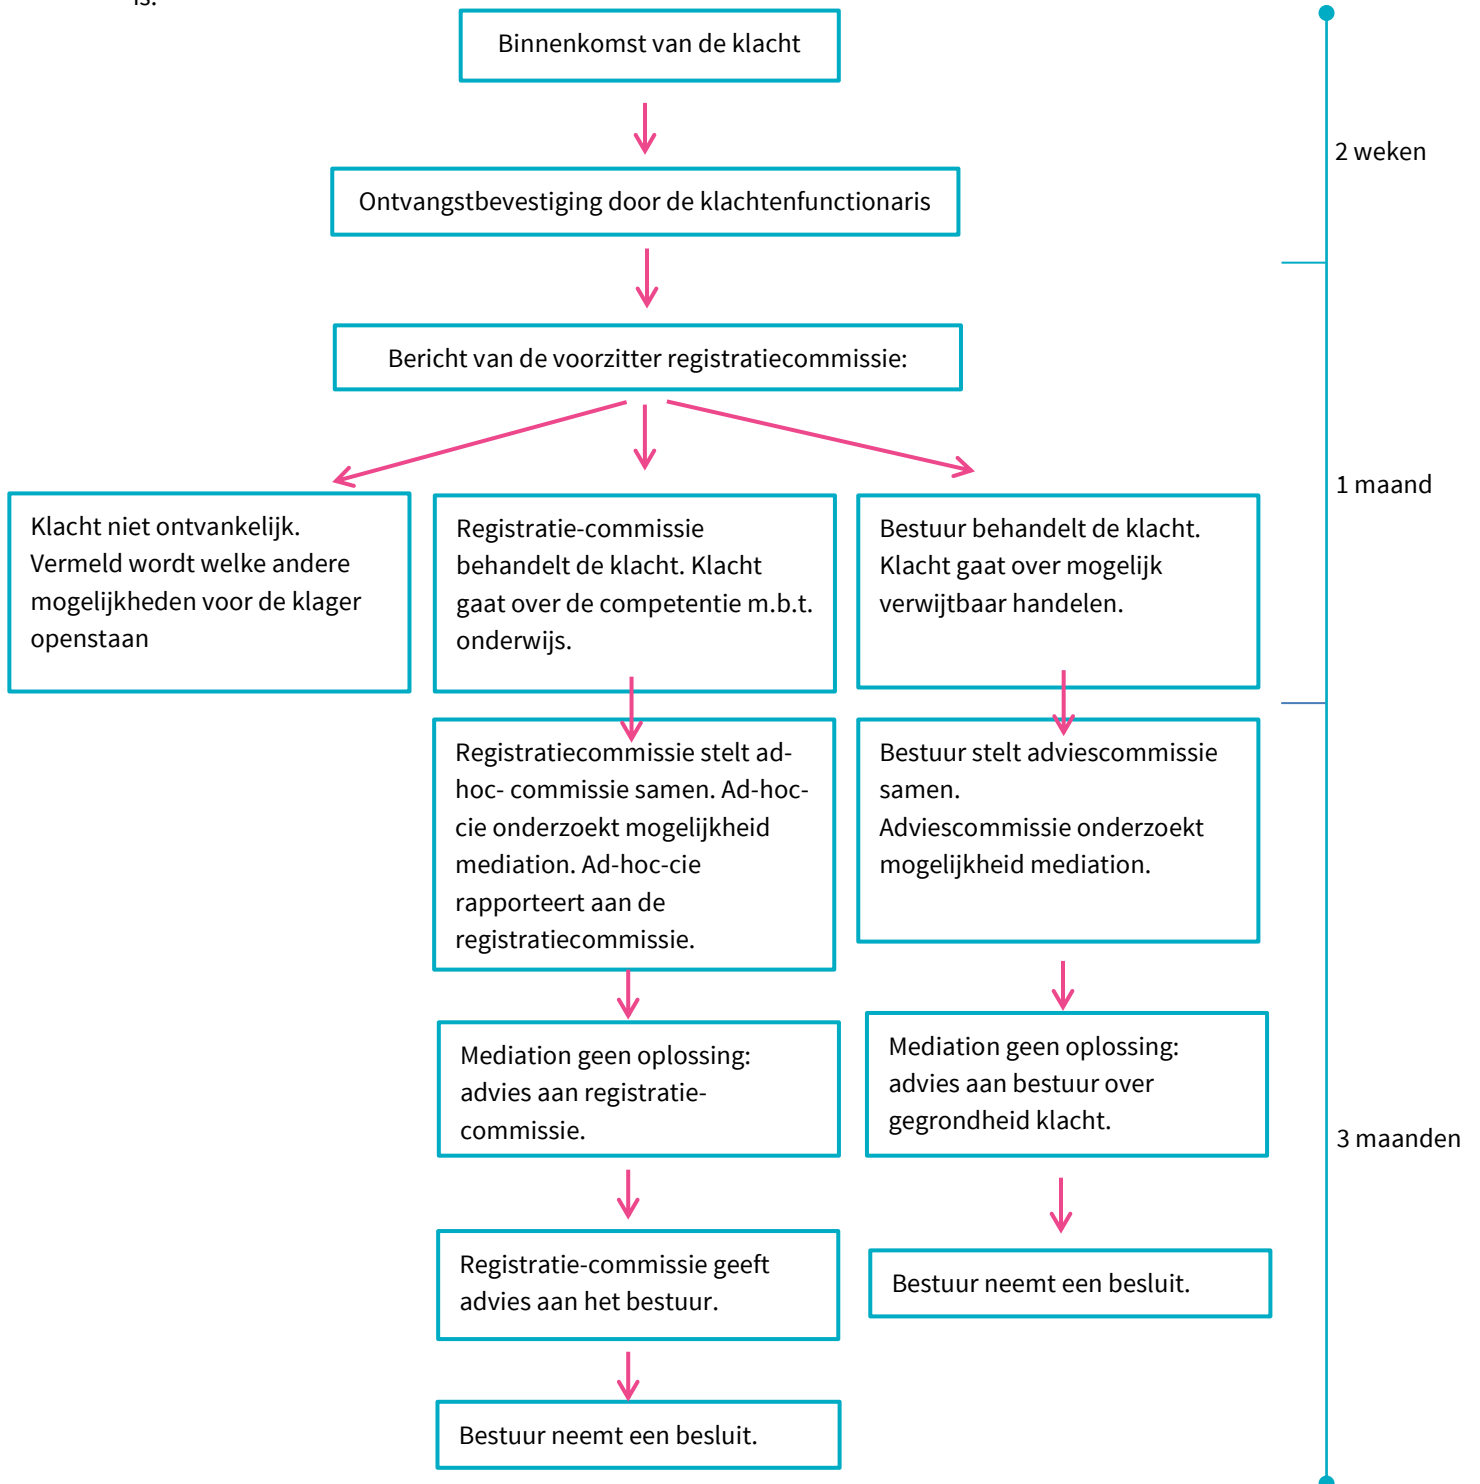 is.
Binnenkomst van de klacht
2 weken
Ontvangstbevestiging door de klachtenfunctionaris
Bericht van de voorzitter registratiecommissie:
1 maand
Klacht niet ontvankelijk.
Vermeld wordt welke andere
mogelijkheden voor de klager
openstaan
Registratie-commissie
behandelt de klacht. Klacht
gaat over de competentie m.b.t.
onderwijs.
Bestuur behandelt de klacht.
Klacht gaat over mogelijk
verwijtbaar handelen.
Registratiecommissie stelt ad-
hoc- commissie samen. Ad-hoc-
cie onderzoekt mogelijkheid
mediation. Ad-hoc-cie
rapporteert aan de
registratiecommissie.
Bestuur stelt adviescommissie
samen.
Adviescommissie onderzoekt
mogelijkheid mediation.
Mediation geen oplossing:
advies aan registratie-
commissie.
Mediation geen oplossing:
advies aan bestuur over
gegrondheid klacht.
3 maanden
Registratie-commissie geeft
advies aan het bestuur.
Bestuur neemt een besluit.
Bestuur neemt een besluit.